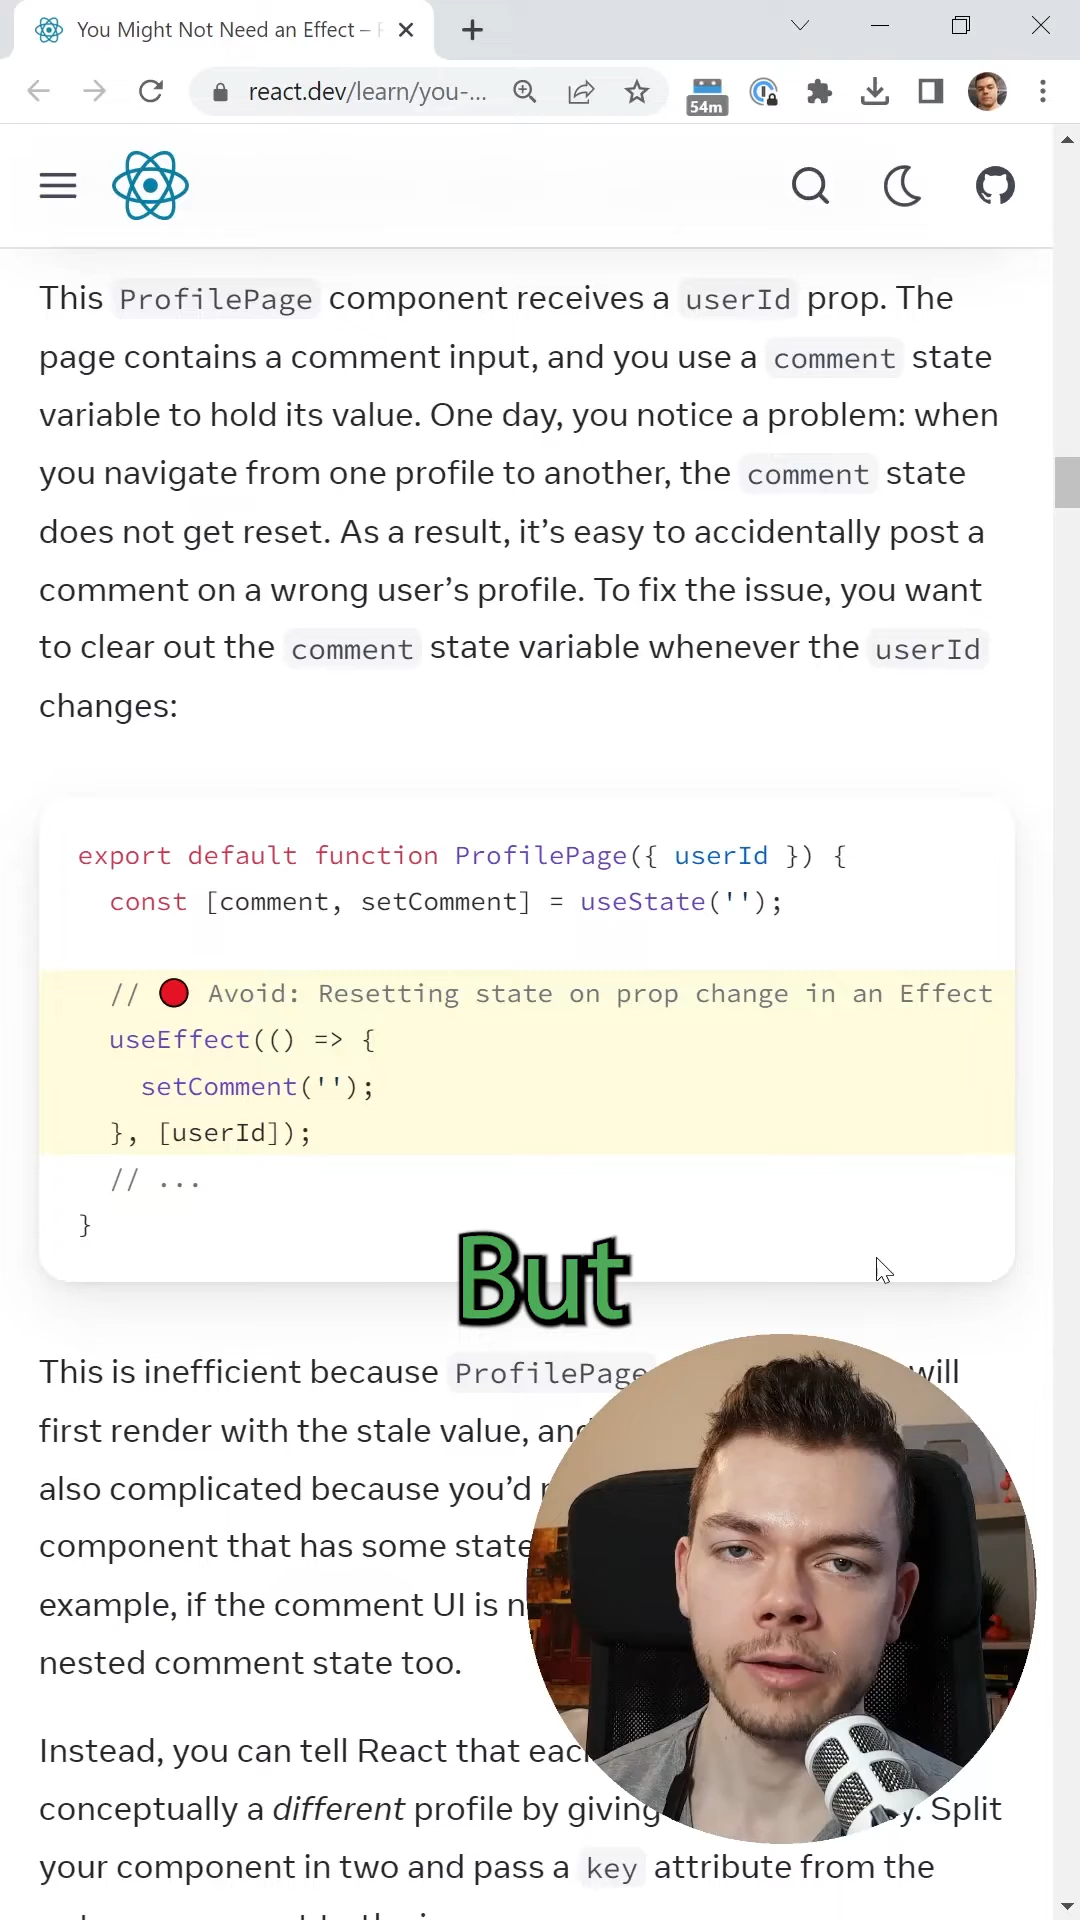 You Might Not Need an Effect –
react.dev/learn/you-...
54m
This ProfilePage component receives a userId prop. The
page contains a comment input, and you use a comment state
variable to hold its value. One day, you notice a problem: when
you navigate from one profile to another, the comment state
does not get reset. As a result, it’s easy to accidentally post a
comment on a wrong user’s profile. To fix the issue, you want
to clear out the comment state variable whenever the userId
changes:
export default function ProfilePage({ userId }) {
const [comment, setComment] = useState('');
// 🔴 Avoid: Resetting state on prop change in an Effect
useEffect(() => {
setComment('');
}, [userId]);
// ...
}
But
This is inefficient because ProfilePage will
first render with the stale value, and
also complicated because you’d
component that has some state
example, if the comment UI is
nested comment state too.
Instead, you can tell React that each
conceptually a different profile by giving Split
your component in two and pass a key attribute from the